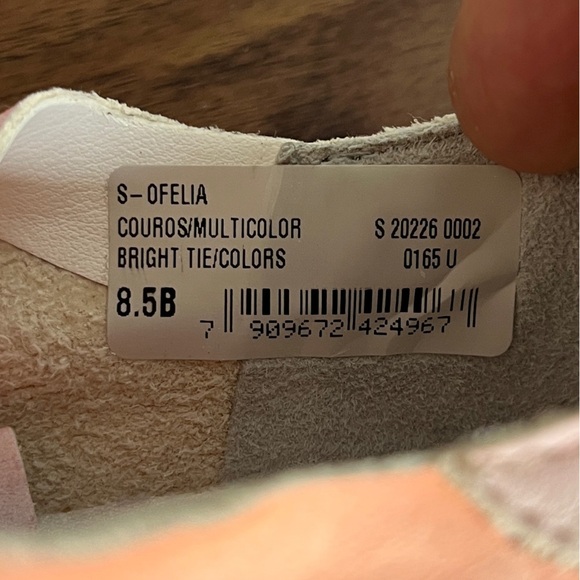 S-OFELIA
COUROS/MULTICOLOR S 20226 0002
BRIGHT TIE/COLORS 0165 U
8.5B
7 909672 424967